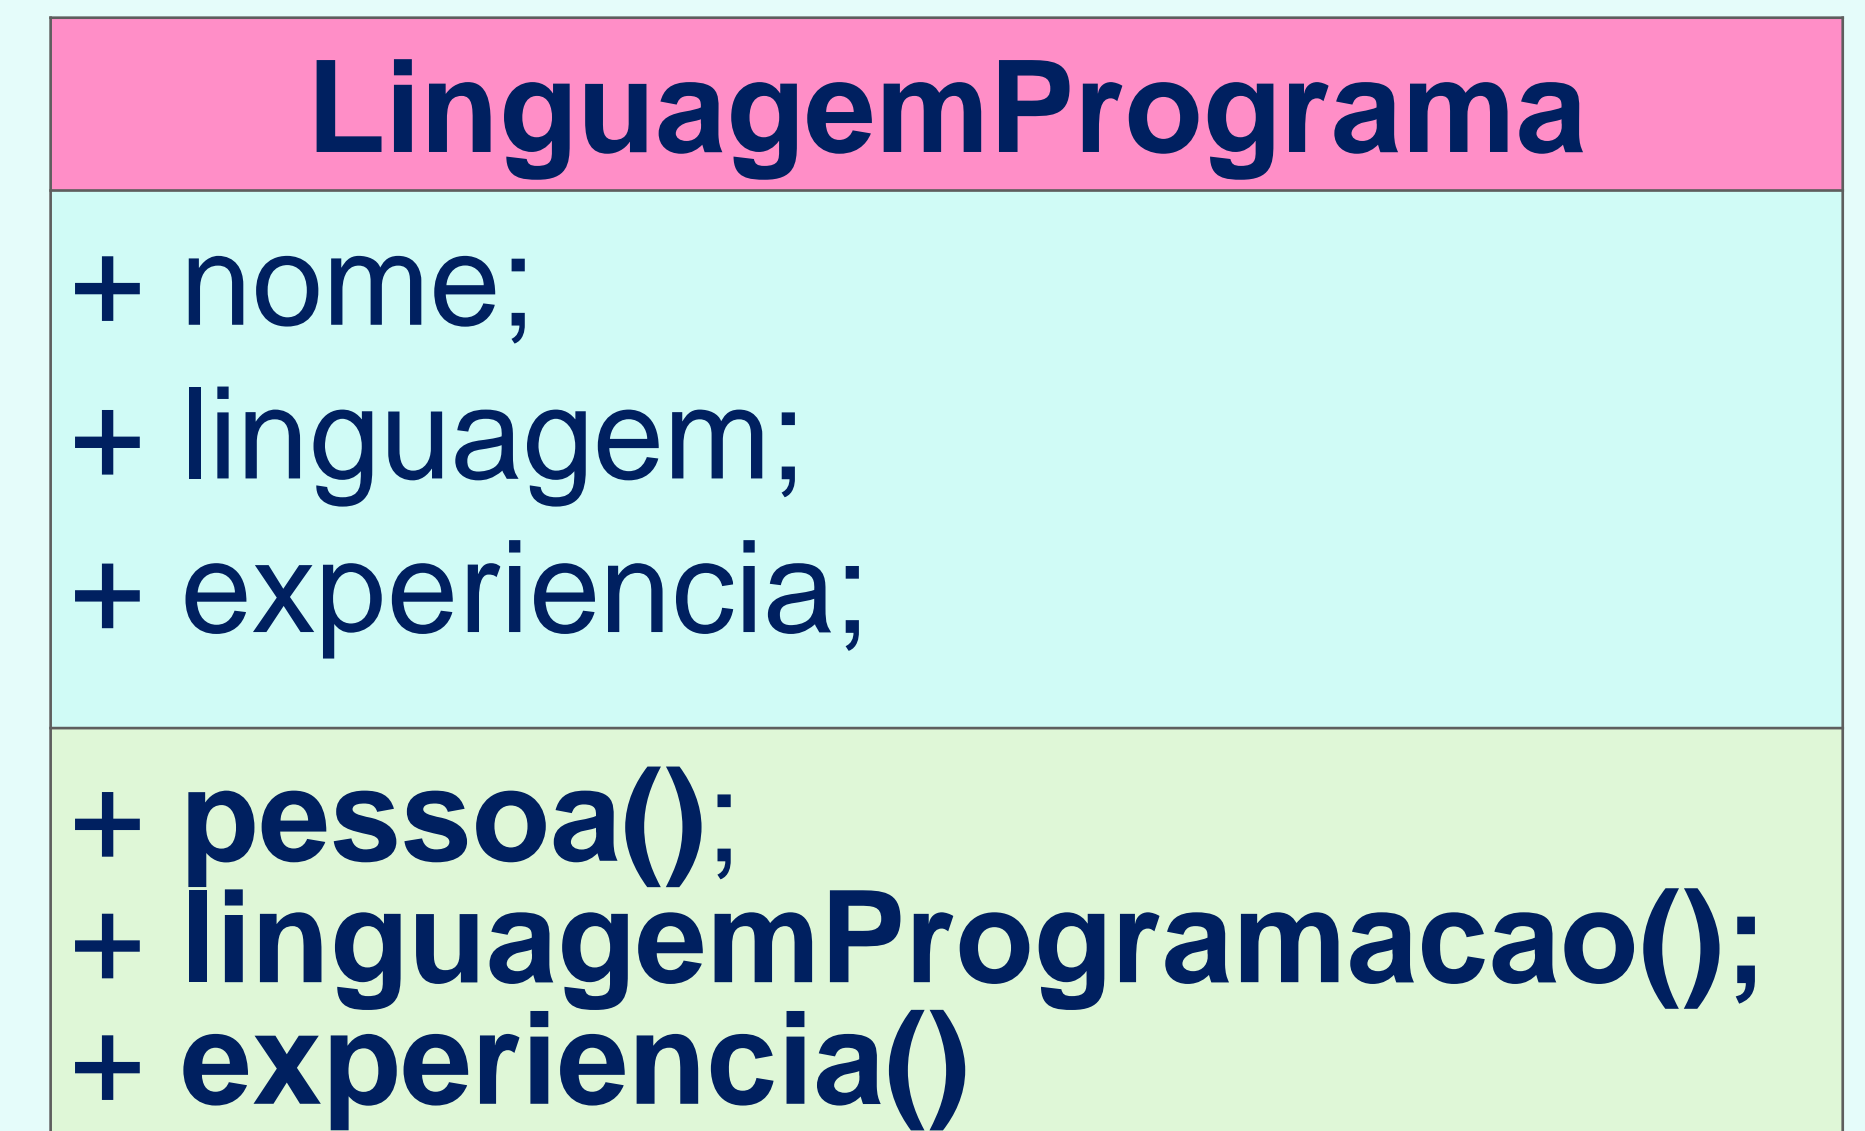 LinguagemPrograma
+ nome;
+ linguagem;
+ experiencia;
+ pessoa();
+ linguagemProgramacao();
+ experiencia()